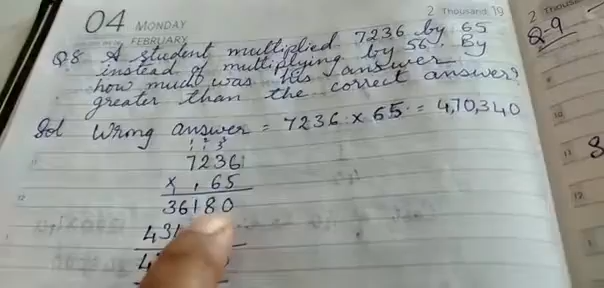 04 MONDAY
FEBRUARY
2 Thousand 19
Q-8 A student multiplied 7236 by 65
instead of multiplying by 56. By
how much was his answer
greater than the correct answer?
Sol Wrong answer = 7236 × 65 = 4,70,340
7236
× 65
36180
Q-9